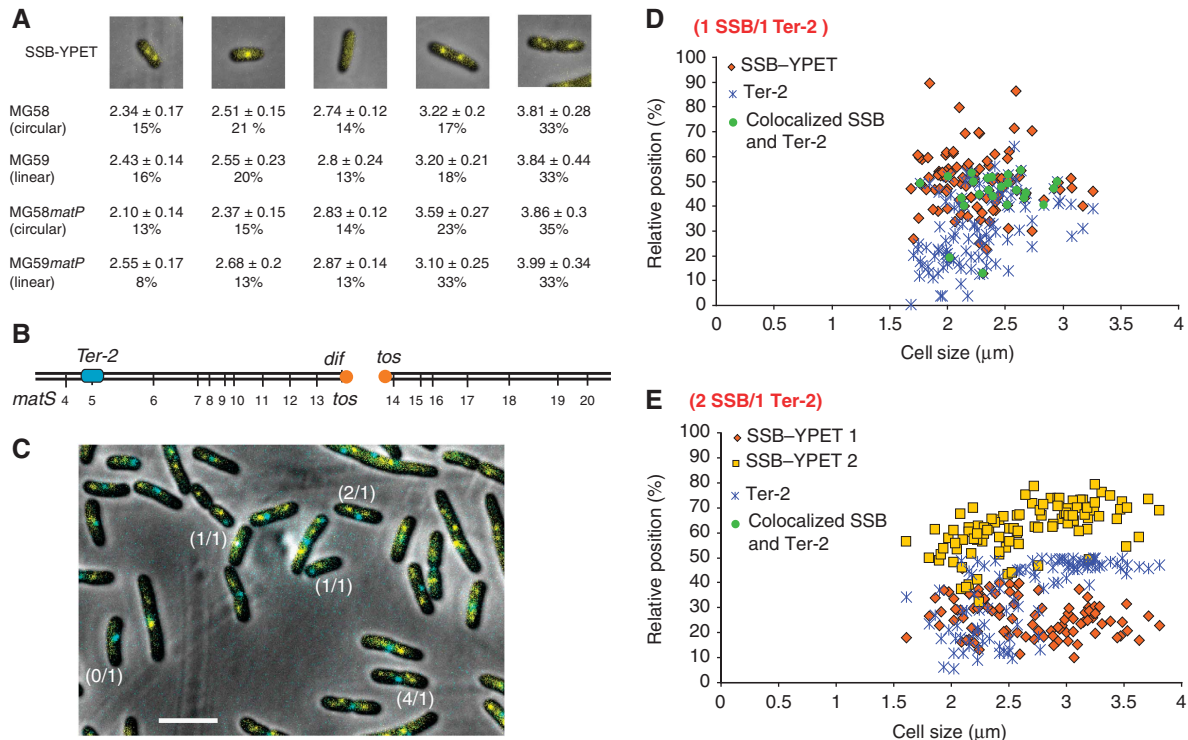 A
SSB-YPET
MG58 (circular) 2.34 ± 0.17 15% 2.51 ± 0.15 21 % 2.74 ± 0.12 14% 3.22 ± 0.2 17% 3.81 ± 0.28 33%
MG59 (linear) 2.43 ± 0.14 16% 2.55 ± 0.23 20% 2.8 ± 0.24 13% 3.20 ± 0.21 18% 3.84 ± 0.44 33%
MG58matP (circular) 2.10 ± 0.14 13% 2.37 ± 0.15 15% 2.83 ± 0.12 14% 3.59 ± 0.27 23% 3.86 ± 0.3 35%
MG59matP (linear) 2.55 ± 0.17 8% 2.68 ± 0.2 13% 2.87 ± 0.14 13% 3.10 ± 0.25 33% 3.99 ± 0.34 33%
B
Ter-2 dif tos
matS 4 5 6 7 8 9 10 11 12 13 tos 14 15 16 17 18 19 20
C
(2/1)
(1/1)
(1/1)
(0/1)
(4/1)
D (1 SSB/1 Ter-2 )
SSB–YPET
Ter-2
Colocalized SSB
and Ter-2
Relative position (%)
100
90
80
70
60
50
40
30
20
10
0
0 0.5 1 1.5 2 2.5 3 3.5 4
Cell size (μm)
E (2 SSB/1 Ter-2)
SSB–YPET 1
SSB–YPET 2
Ter-2
Colocalized SSB
and Ter-2
Relative position (%)
100
90
80
70
60
50
40
30
20
10
0
0 0.5 1 1.5 2 2.5 3 3.5 4
Cell size (μm)